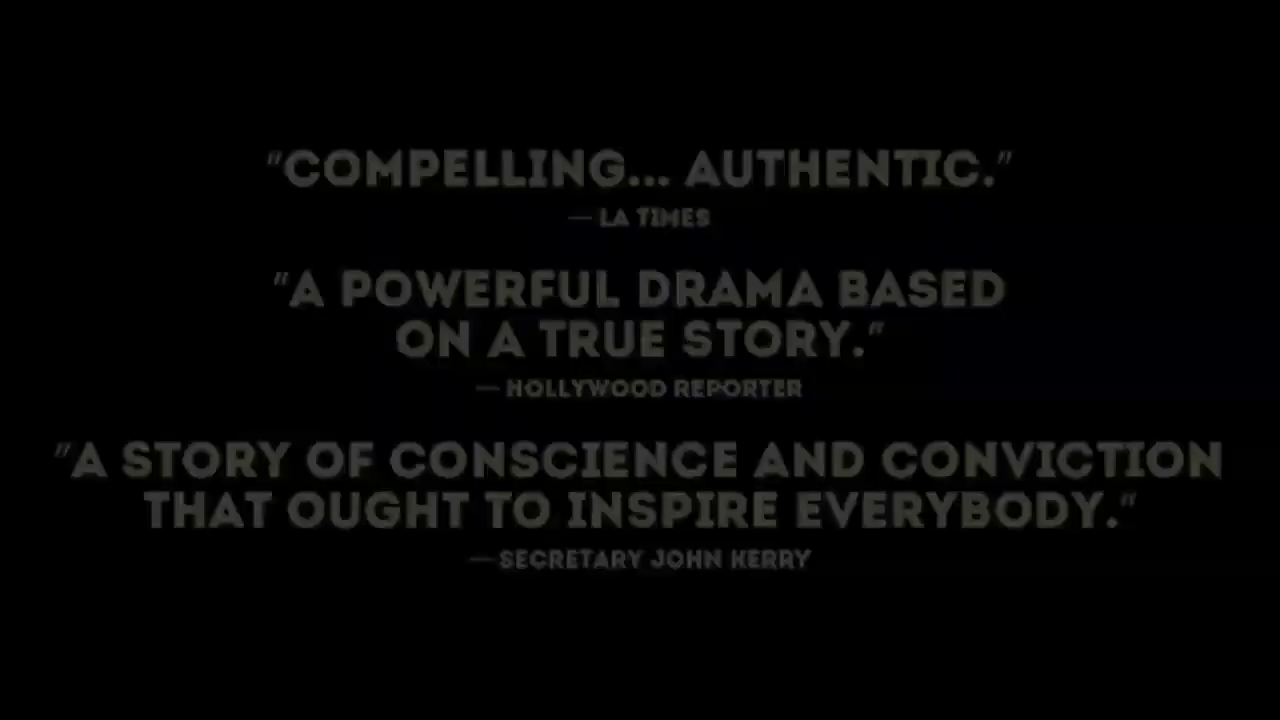 "COMPELLING... AUTHENTIC."
— LA TIMES
"A POWERFUL DRAMA BASED
ON A TRUE STORY."
— HOLLYWOOD REPORTER
"A STORY OF CONSCIENCE AND CONVICTION
THAT OUGHT TO INSPIRE EVERYBODY."
— SECRETARY JOHN KERRY